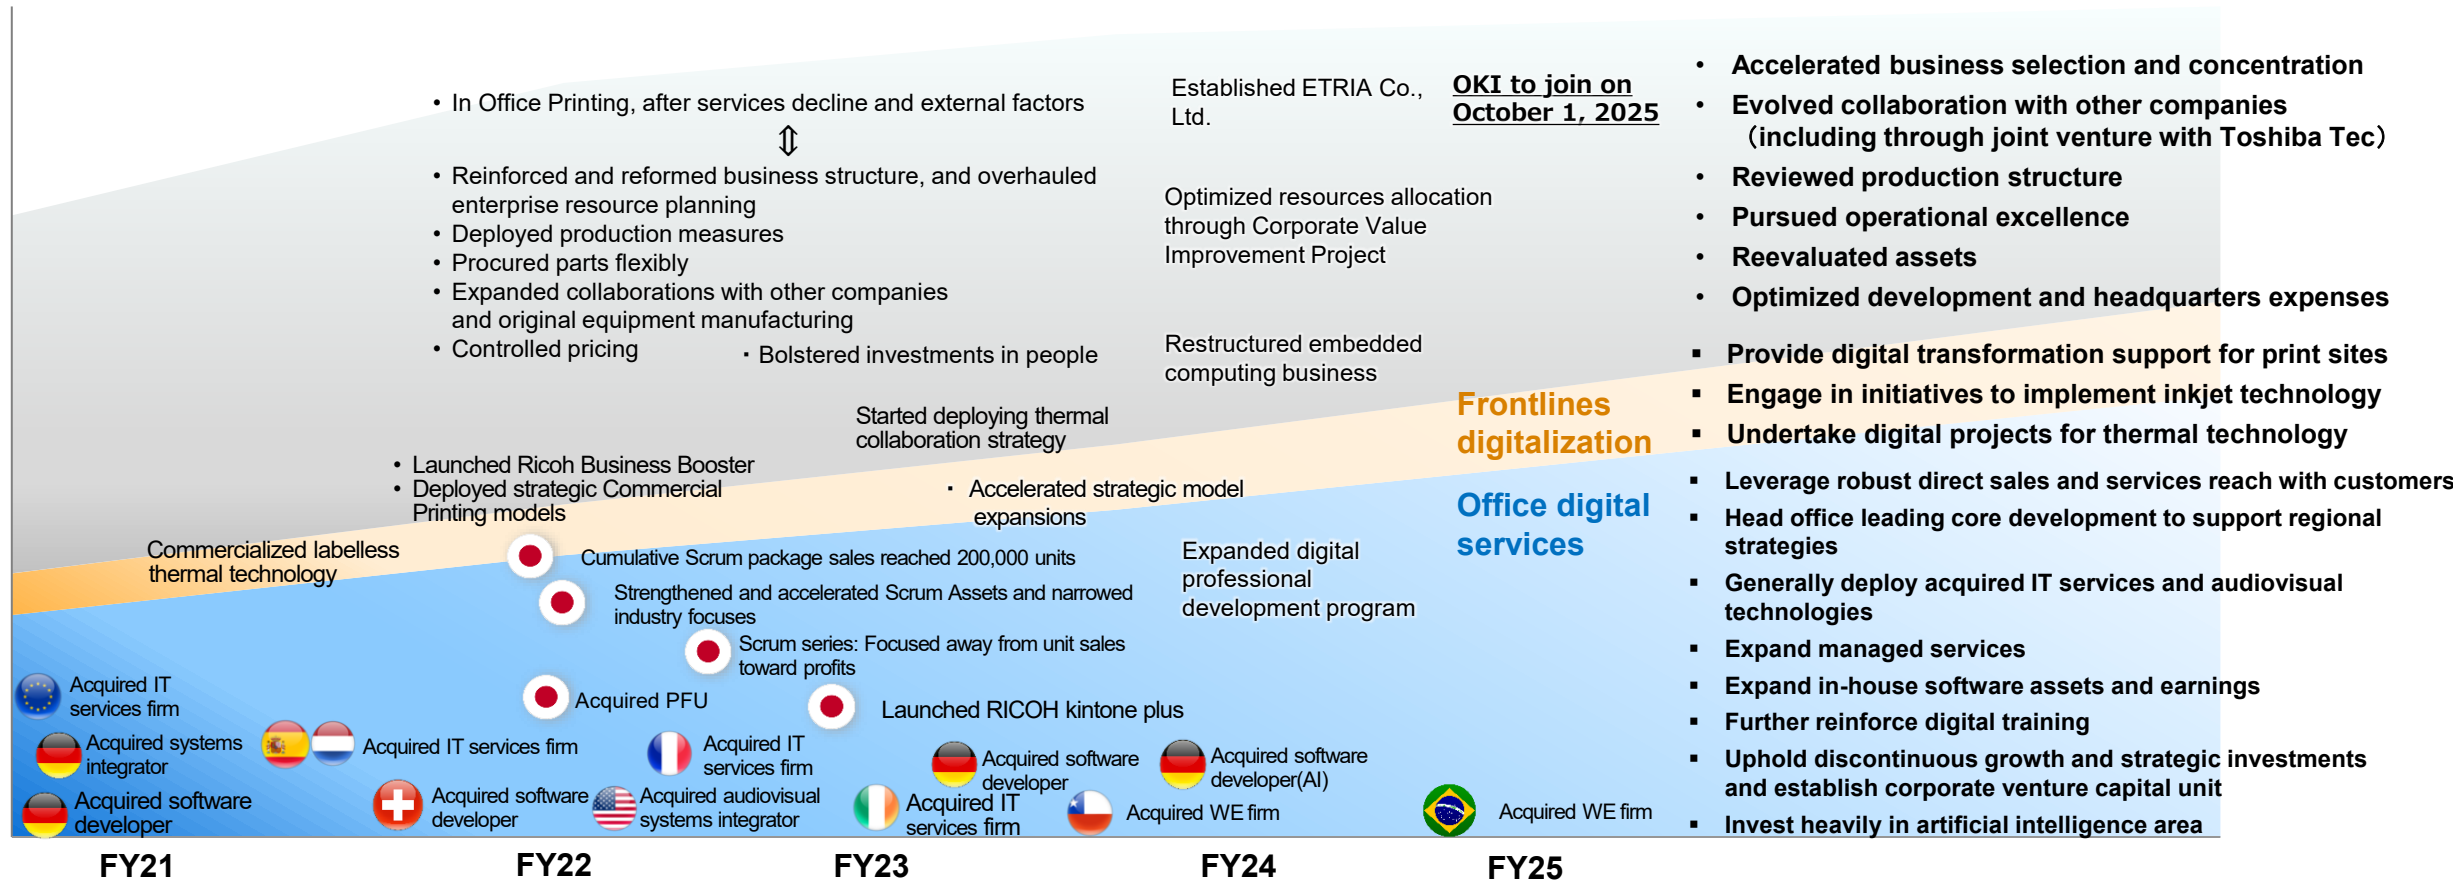 • In Office Printing, after services decline and external factors
⇕
• Reinforced and reformed business structure, and overhauled
enterprise resource planning
• Deployed production measures
• Procured parts flexibly
• Expanded collaborations with other companies
and original equipment manufacturing
• Controlled pricing
・Bolstered investments in people
Established ETRIA Co.,
Ltd.
OKI to join on
October 1, 2025
Optimized resources allocation
through Corporate Value
Improvement Project
Restructured embedded
computing business
Started deploying thermal
collaboration strategy
• Launched Ricoh Business Booster
• Deployed strategic Commercial
Printing models
・ Accelerated strategic model
expansions
Commercialized labelless
thermal technology
Frontlines
digitalization
Office digital
services
Cumulative Scrum package sales reached 200,000 units
Strengthened and accelerated Scrum Assets and narrowed
industry focuses
Scrum series: Focused away from unit sales
toward profits
Expanded digital
professional
development program
Acquired PFU
Launched RICOH kintone plus
Acquired IT
services firm
Acquired systems
integrator
Acquired software
developer
Acquired IT services firm
Acquired software
developer
Acquired IT
services firm
Acquired audiovisual
systems integrator
Acquired software
developer
Acquired IT
services firm
Acquired software
developer(AI)
Acquired WE firm
Acquired WE firm
• Accelerated business selection and concentration
• Evolved collaboration with other companies
（including through joint venture with Toshiba Tec）
• Reviewed production structure
• Pursued operational excellence
• Reevaluated assets
• Optimized development and headquarters expenses
▪ Provide digital transformation support for print sites
▪ Engage in initiatives to implement inkjet technology
▪ Undertake digital projects for thermal technology
▪ Leverage robust direct sales and services reach with customers
▪ Head office leading core development to support regional
strategies
▪ Generally deploy acquired IT services and audiovisual
technologies
▪ Expand managed services
▪ Expand in-house software assets and earnings
▪ Further reinforce digital training
▪ Uphold discontinuous growth and strategic investments
and establish corporate venture capital unit
▪ Invest heavily in artificial intelligence area
FY21
FY22
FY23
FY24
FY25